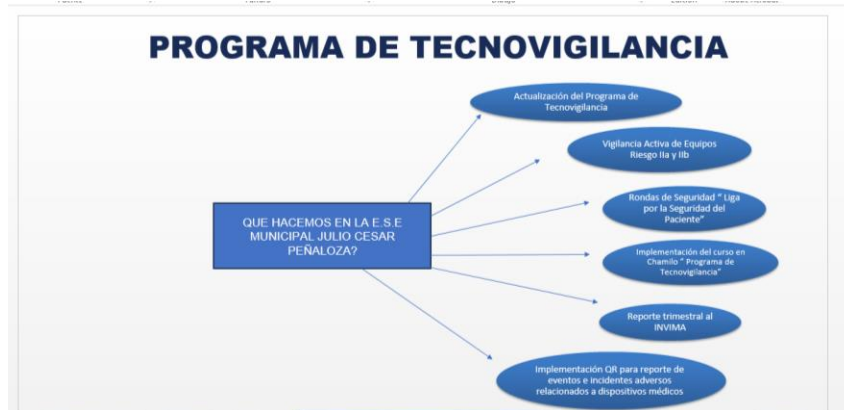 PROGRAMA DE TECNOVIGILANCIA
Actualización del Programa de
Tecnovigilancia
Vigilancia Activa de Equipos
Riesgo IIa y IIb
Rondas de Seguridad " Liga
por la Seguridad del
Paciente"
QUE HACEMOS EN LA E.S.E
MUNICIPAL JULIO CESAR
PEÑALOZA?
Implementación del curso en
Chamilo " Programa de
Tecnovigilancia"
Reporte trimestral al
INVIMA
Implementación QR para reporte de
eventos e incidentes adversos
relacionados a dispositivos médicos